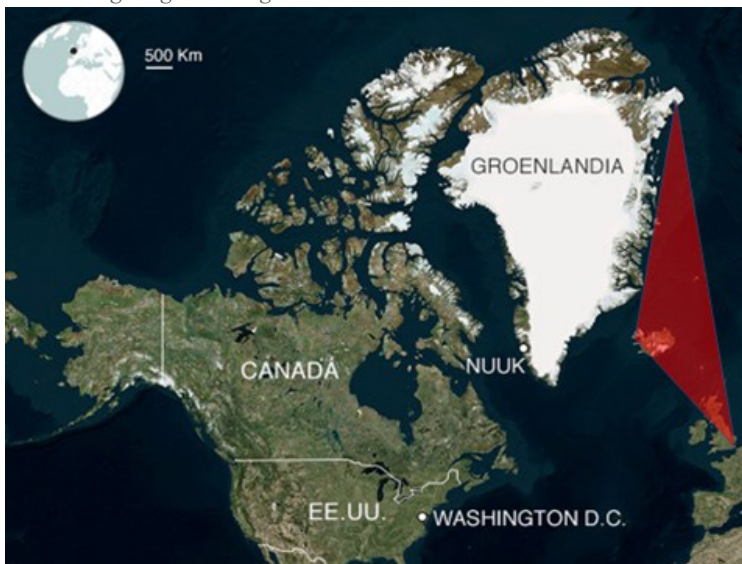 500 Km
GROENLANDIA
CANADÁ
NUUK
EE.UU.
WASHINGTON D.C.